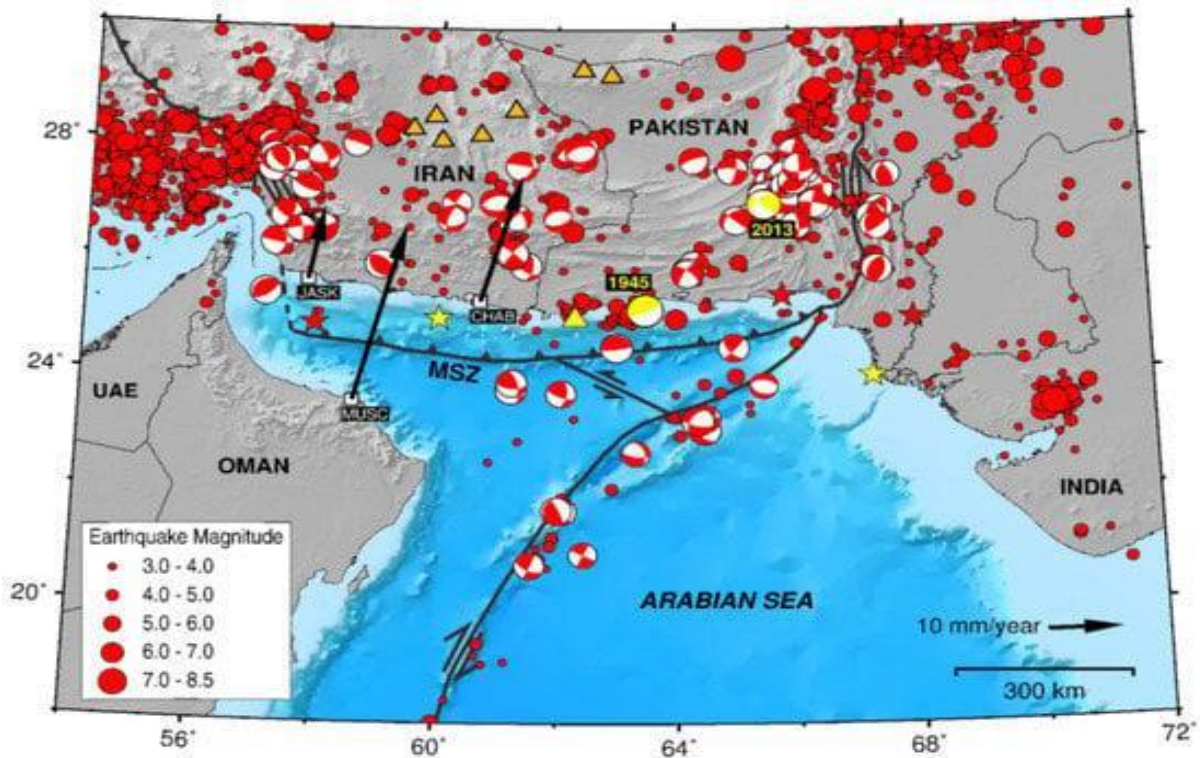 28°
24°
20°
PAKISTAN
IRAN
2013
1945
JASK
CHAB
MSZ
MUSC
UAE
OMAN
INDIA
ARABIAN SEA
Earthquake Magnitude
3.0 - 4.0
4.0 - 5.0
5.0 - 6.0
6.0 - 7.0
7.0 - 8.5
10 mm/year
300 km
56°
60°
64°
68°
72°